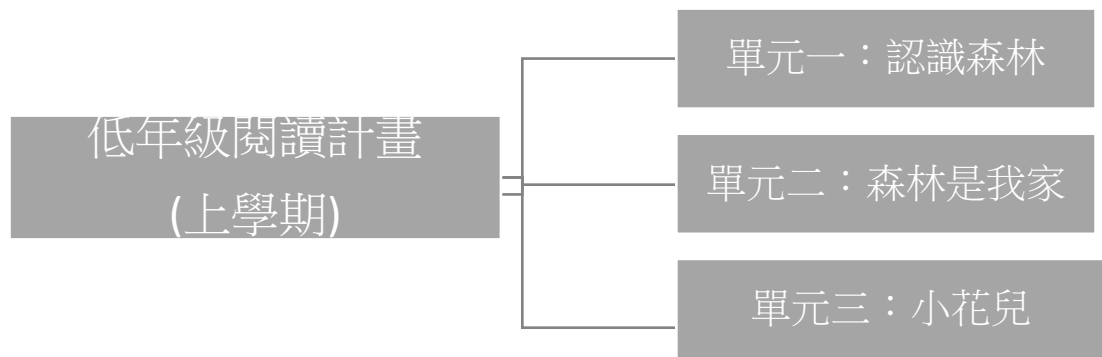 低年級閱讀計畫
(上學期)
單元一：認識森林
單元二：森林是我家
單元三：小花兒